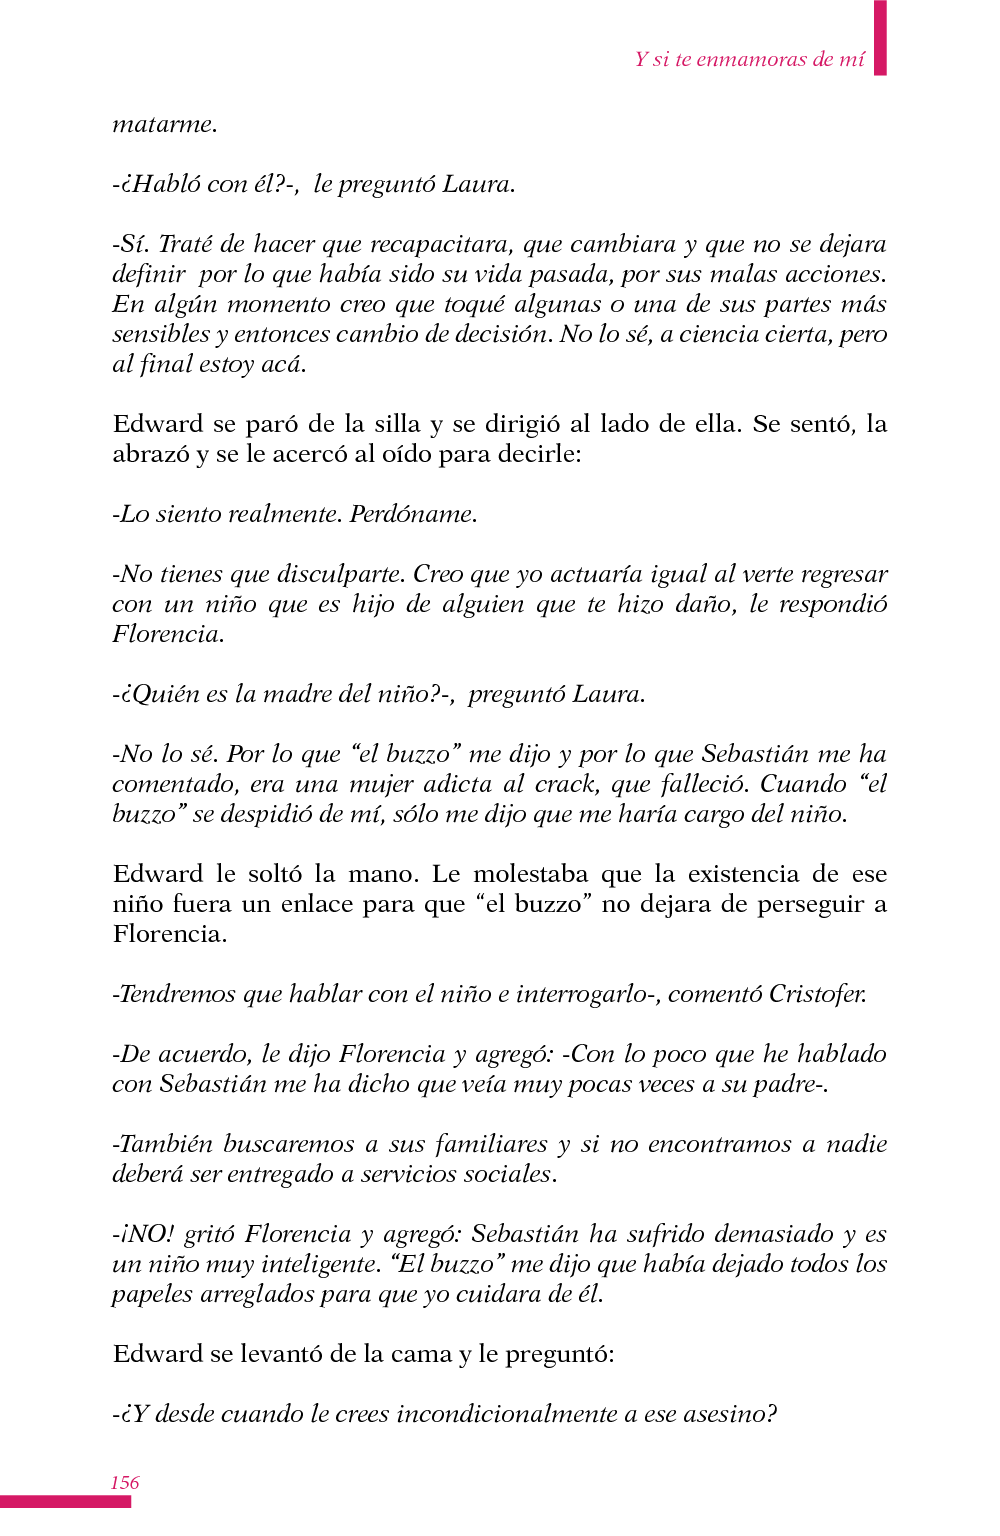 Y si te enmamoras de mí
matarme.
-¿Habló con él?-, le preguntó Laura.
-Sí. Traté de hacer que recapacitara, que cambiara y que no se dejara
definir por lo que había sido su vida pasada, por sus malas acciones.
En algún momento creo que toqué algunas o una de sus partes más
sensibles y entonces cambio de decisión. No lo sé, a ciencia cierta, pero
al final estoy acá.
Edward se paró de la silla y se dirigió al lado de ella. Se sentó, la
abrazó y se le acercó al oído para decirle:
-Lo siento realmente. Perdóname.
-No tienes que disculparte. Creo que yo actuaría igual al verte regresar
con un niño que es hijo de alguien que te hizo daño, le respondió
Florencia.
-¿Quién es la madre del niño?-, preguntó Laura.
-No lo sé. Por lo que “el buzzo” me dijo y por lo que Sebastián me ha
comentado, era una mujer adicta al crack, que falleció. Cuando “el
buzzo” se despidió de mí, sólo me dijo que me haría cargo del niño.
Edward le soltó la mano. Le molestaba que la existencia de ese
niño fuera un enlace para que “el buzzo” no dejara de perseguir a
Florencia.
-Tendremos que hablar con el niño e interrogarlo-, comentó Cristofer.
-De acuerdo, le dijo Florencia y agregó: -Con lo poco que he hablado
con Sebastián me ha dicho que veía muy pocas veces a su padre-.
-También buscaremos a sus familiares y si no encontramos a nadie
deberá ser entregado a servicios sociales.
-¡NO! gritó Florencia y agregó: Sebastián ha sufrido demasiado y es
un niño muy inteligente. “El buzzo” me dijo que había dejado todos los
papeles arreglados para que yo cuidara de él.
Edward se levantó de la cama y le preguntó:
-¿Y desde cuando le crees incondicionalmente a ese asesino?
156